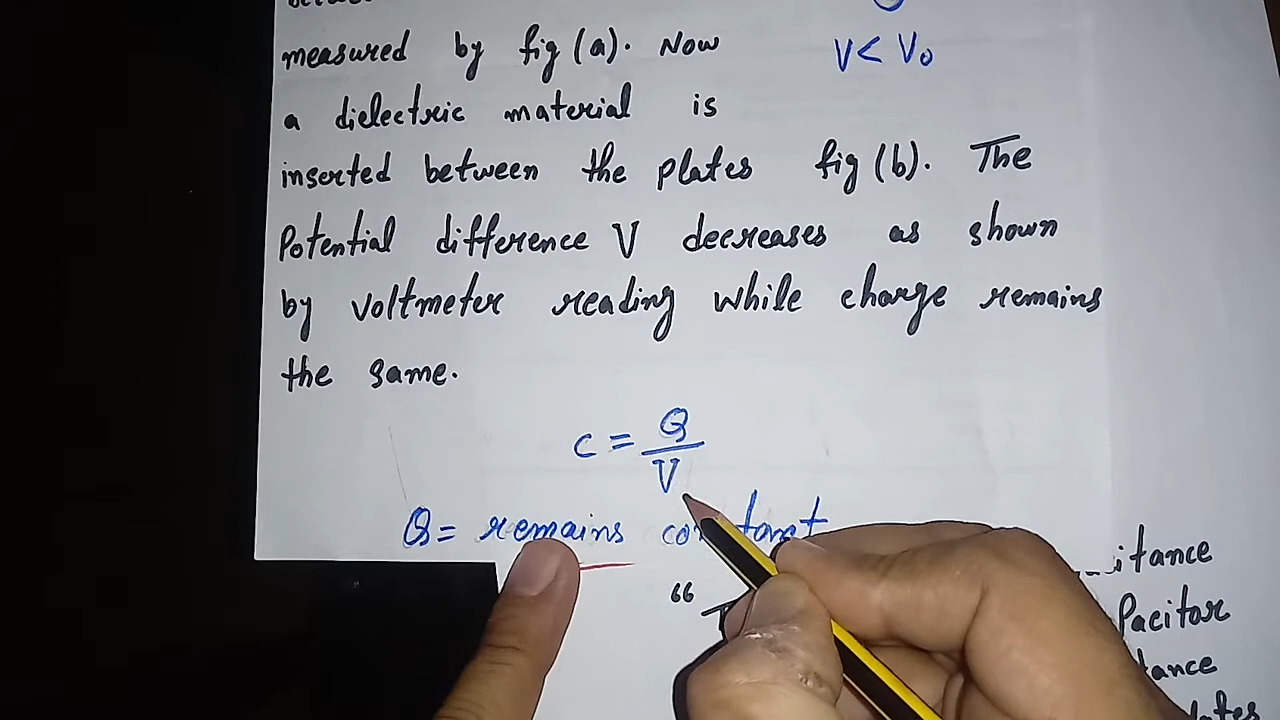 measured by fig (a). Now
V < V₀
a dielectric material is
inserted between the plates fig (b). The
Potential difference V decreases as shown
by voltmeter reading while charge remains
the same.
C = Q/V
Q = remains constant
“